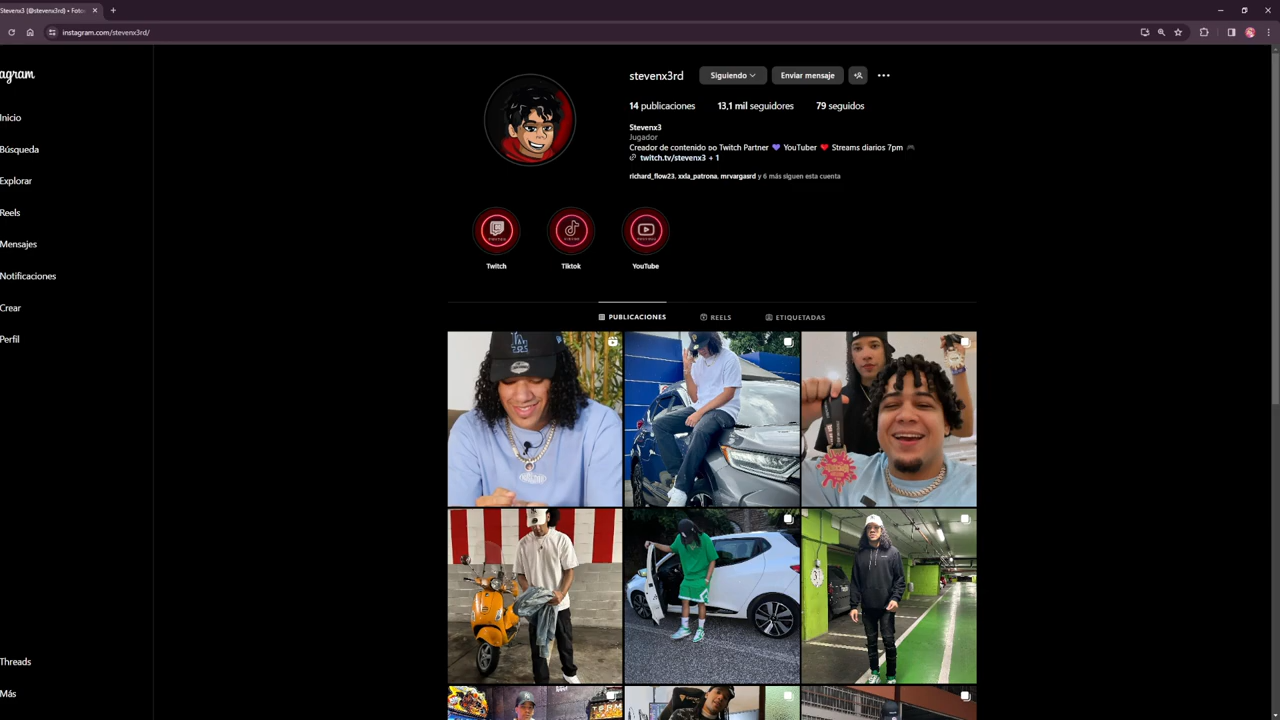 Stevenx3 (@stevenx3rd) • Foto
instagram.com/stevenx3rd/
agram
Inicio
Búsqueda
Explorar
Reels
Mensajes
Notificaciones
Crear
Perfil
Threads
Más
stevenx3rd Siguiendo Enviar mensaje
14 publicaciones 13,1 mil seguidores 79 seguidos
Stevenx3
Jugador
Creador de contenido Twitch Partner 💜 YouTuber ❤️ Streams diarios 7pm 🎮
twitch.tv/stevenx3 + 1
richard_flow23, xxla_patrona, mrvargasrd y 6 más siguen esta cuenta
Twitch Tiktok YouTube
PUBLICACIONES REELS ETIQUETADAS